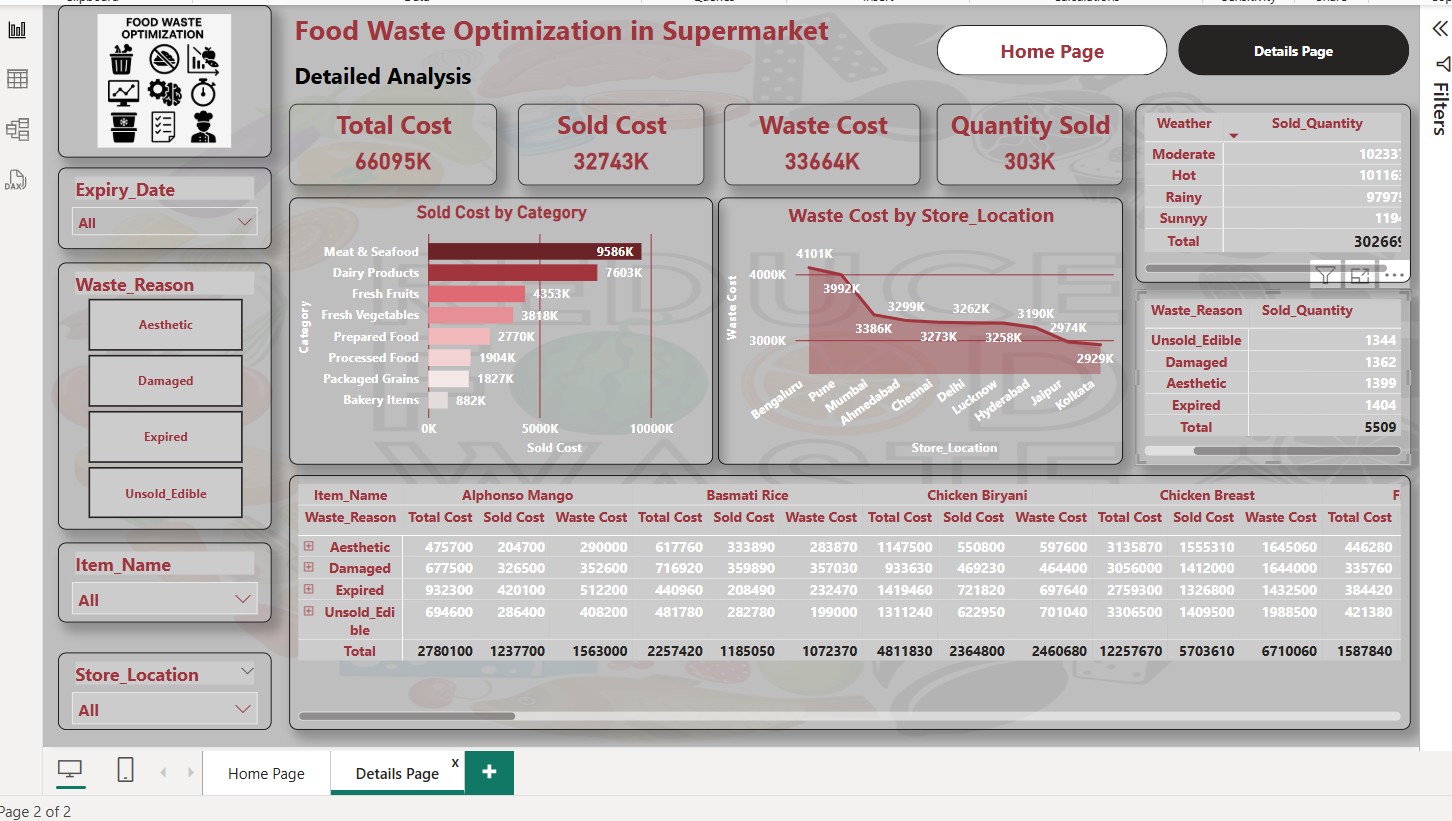 FOOD WASTE
OPTIMIZATION
Food Waste Optimization in Supermarket
Detailed Analysis
Home Page
Details Page
Filters
Total Cost
66095K
Sold Cost
32743K
Waste Cost
33664K
Quantity Sold
303K
Weather Sold_Quantity
Moderate 10233
Hot 10116
Rainy 9797
Sunnyy 119
Total 30266
Expiry_Date
All
Waste_Reason
Aesthetic
Damaged
Expired
Unsold_Edible
Item_Name
All
Store_Location
All
Sold Cost by Category
Category
Meat & Seafood 9586K
Dairy Products 7603K
Fresh Fruits 4353K
Fresh Vegetables 3818K
Prepared Food 2770K
Processed Food 1904K
Packaged Grains 1827K
Bakery Items 882K
0K 5000K 10000K
Sold Cost
Waste Cost by Store_Location
Waste Cost
4000K
3000K
4101K
3992K
3386K
3299K
3273K
3262K
3258K
3190K
2974K
2929K
Bengaluru Pune Mumbai Ahmedabad Chennai Delhi Lucknow Hyderabad Jaipur Kolkata
Store_Location
Waste_Reason Sold_Quantity
Unsold_Edible 1344
Damaged 1362
Aesthetic 1399
Expired 1404
Total 5509
REDUCE
FOOD
WASTE
Item_Name Alphonso Mango Basmati Rice Chicken Biryani Chicken Breast F
Waste_Reason Total Cost Sold Cost Waste Cost Total Cost Sold Cost Waste Cost Total Cost Sold Cost Waste Cost Total Cost Sold Cost Waste Cost Total Cost
Aesthetic 475700 204700 290000 617760 333890 283870 1147500 550800 597600 3135870 1555310 1645060 446280
Damaged 677500 326500 352600 716920 359890 357030 933630 469230 464400 3056000 1412000 1644000 335760
Expired 932300 420100 512200 440960 208490 232470 1419460 721820 697640 2759300 1326800 1432500 384420
Unsold_Edi
ble 694600 286400 408200 481780 282780 199000 1311240 622950 701040 3306500 1409500 1988500 421380
Total 2780100 1237700 1563000 2257420 1185050 1072370 4811830 2364800 2460680 12257670 5703610 6710060 1587840
Home Page
Details Page
x
+
Page 2 of 2